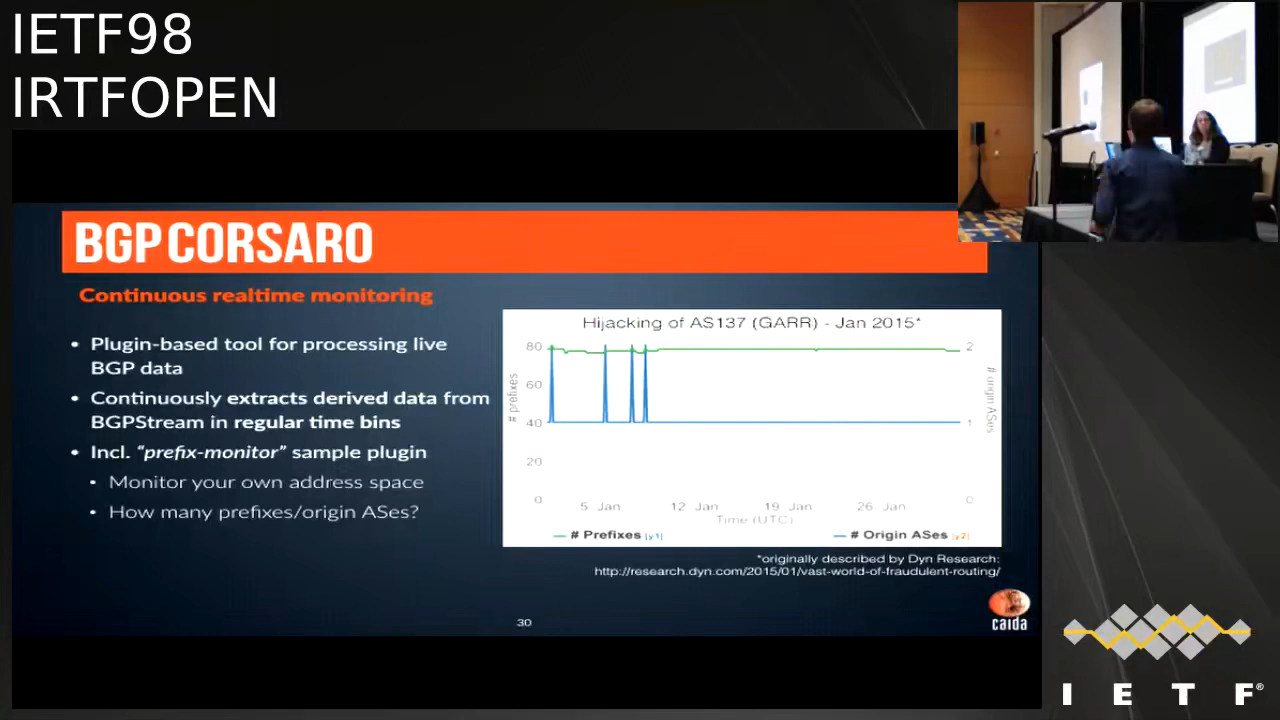 IETF98
IRTFOPEN
BGP CORSARO
Continuous realtime monitoring
• Plugin-based tool for processing live
BGP data
• Continuously extracts derived data from
BGPStream in regular time bins
• Incl. “prefix-monitor” sample plugin
• Monitor your own address space
• How many prefixes/origin ASes?
Hijacking of AS137 (GARR) - Jan 2015*
80
60
40
20
0
# prefixes
2
1
0
# origin ASes
5 Jan
12 Jan
19 Jan
26 Jan
Time (UTC)
# Prefixes [y1]
# Origin ASes [y2]
*originally described by Dyn Research:
http://research.dyn.com/2015/01/vast-world-of-fraudulent-routing/
30
caida
I E T F®